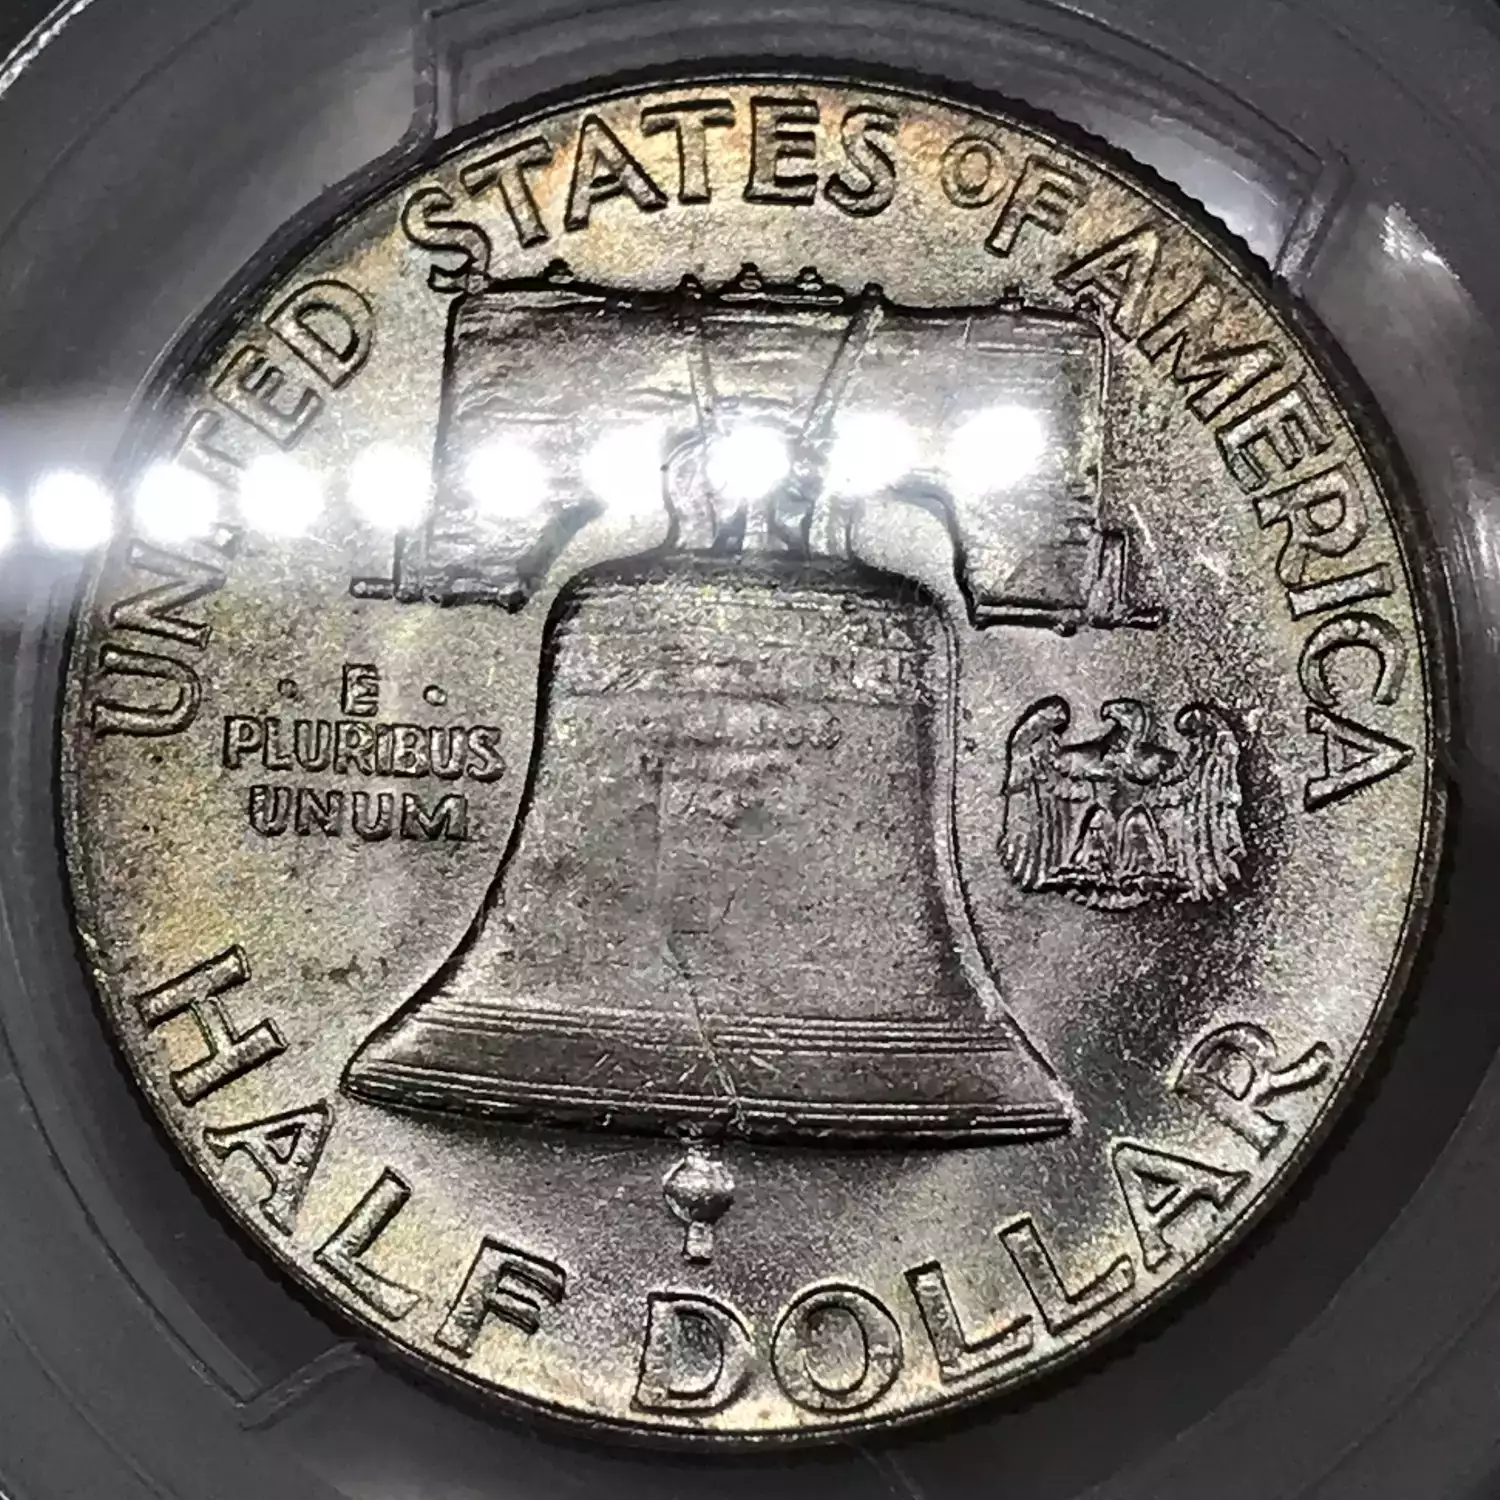 UNITED STATES OF AMERICA
· E ·
PLURIBUS
UNUM
HALF DOLLAR